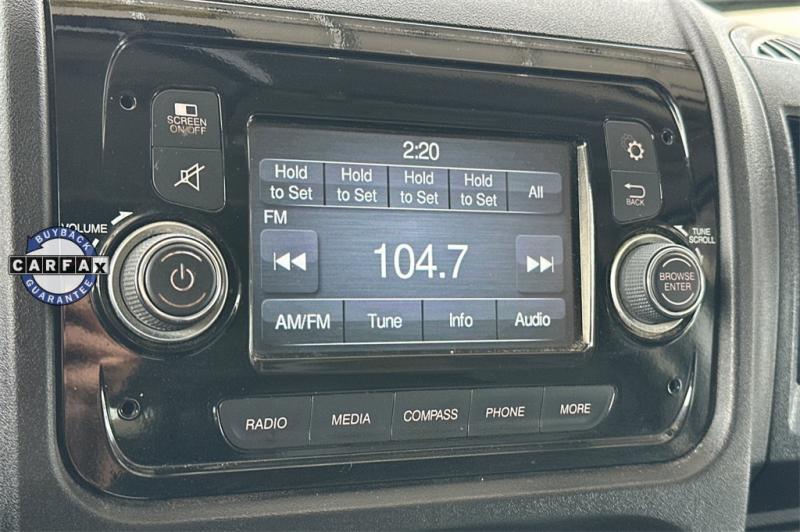 SCREEN
ON/OFF
2:20
Hold
to Set
Hold
to Set
Hold
to Set
Hold
to Set
All
FM
104.7
AM/FM
Tune
Info
Audio
BACK
VOLUME
TUNE
SCROLL
BROWSE
ENTER
BUYBACK
CARFAX
GUARANTEE
RADIO
MEDIA
COMPASS
PHONE
MORE